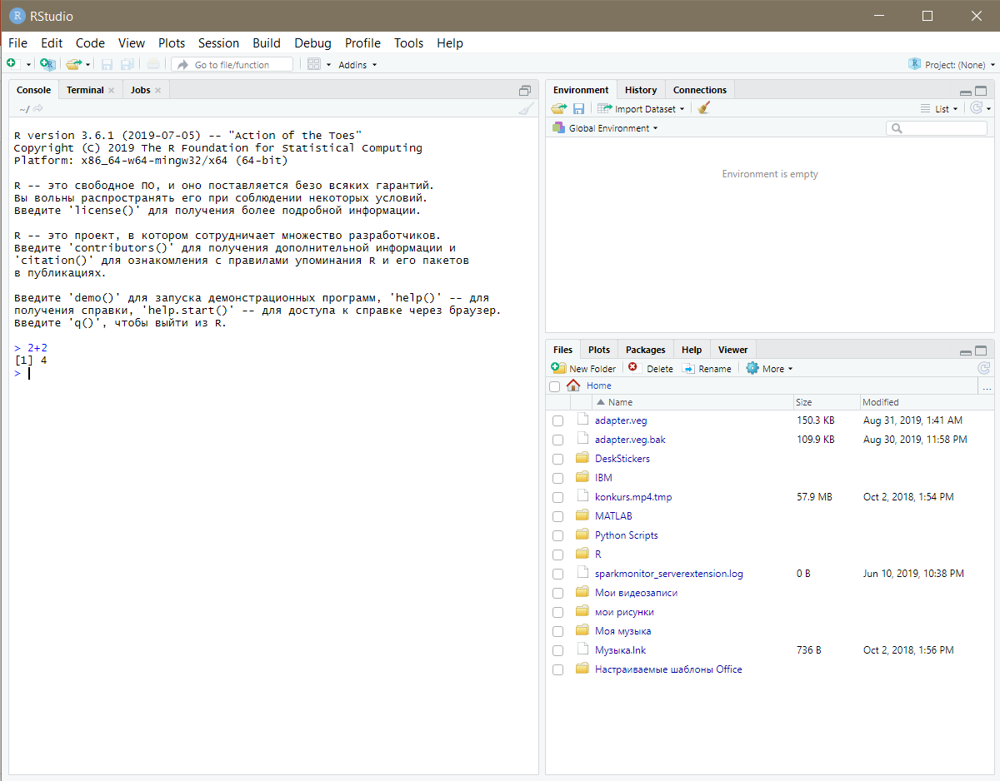 RStudio
File Edit Code View Plots Session Build Debug Profile Tools Help
Go to file/function Addins Project: (None)
Console Terminal Jobs
~/
R version 3.6.1 (2019-07-05) -- "Action of the Toes"
Copyright (C) 2019 The R Foundation for Statistical Computing
Platform: x86_64-w64-mingw32/x64 (64-bit)
R -- это свободное ПО, и оно поставляется безо всяких гарантий.
Вы вольны распространять его при соблюдении некоторых условий.
Введите 'license()' для получения более подробной информации.
R -- это проект, в котором сотрудничает множество разработчиков.
Введите 'contributors()' для получения дополнительной информации и
'citation()' для ознакомления с правилами упоминания R и его пакетов
в публикациях.
Введите 'demo()' для запуска демонстрационных программ, 'help()' -- для
получения справки, 'help.start()' -- для доступа к справке через браузер.
Введите 'q()', чтобы выйти из R.
> 2+2
[1] 4
>
Environment History Connections
Import Dataset List
Global Environment
Environment is empty
Files Plots Packages Help Viewer
New Folder Delete Rename More
Home ...
Name Size Modified
adapter.veg 150.3 KB Aug 31, 2019, 1:41 AM
adapter.veg.bak 109.9 KB Aug 30, 2019, 11:58 PM
DeskStickers
IBM
konkurs.mp4.tmp 57.9 MB Oct 2, 2018, 1:54 PM
MATLAB
Python Scripts
R
sparkmonitor_serverextension.log 0 B Jun 10, 2019, 10:38 PM
Мои видеозаписи
мои рисунки
Моя музыка
Музыка.lnk 736 B Oct 2, 2018, 1:56 PM
Настраиваемые шаблоны Office